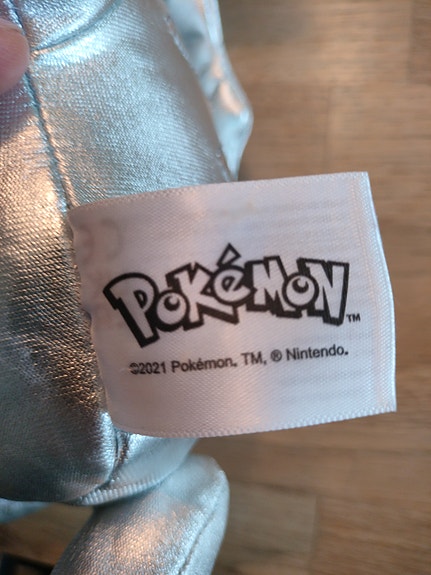 POKéMON™
©2021 Pokémon. TM, ® Nintendo.